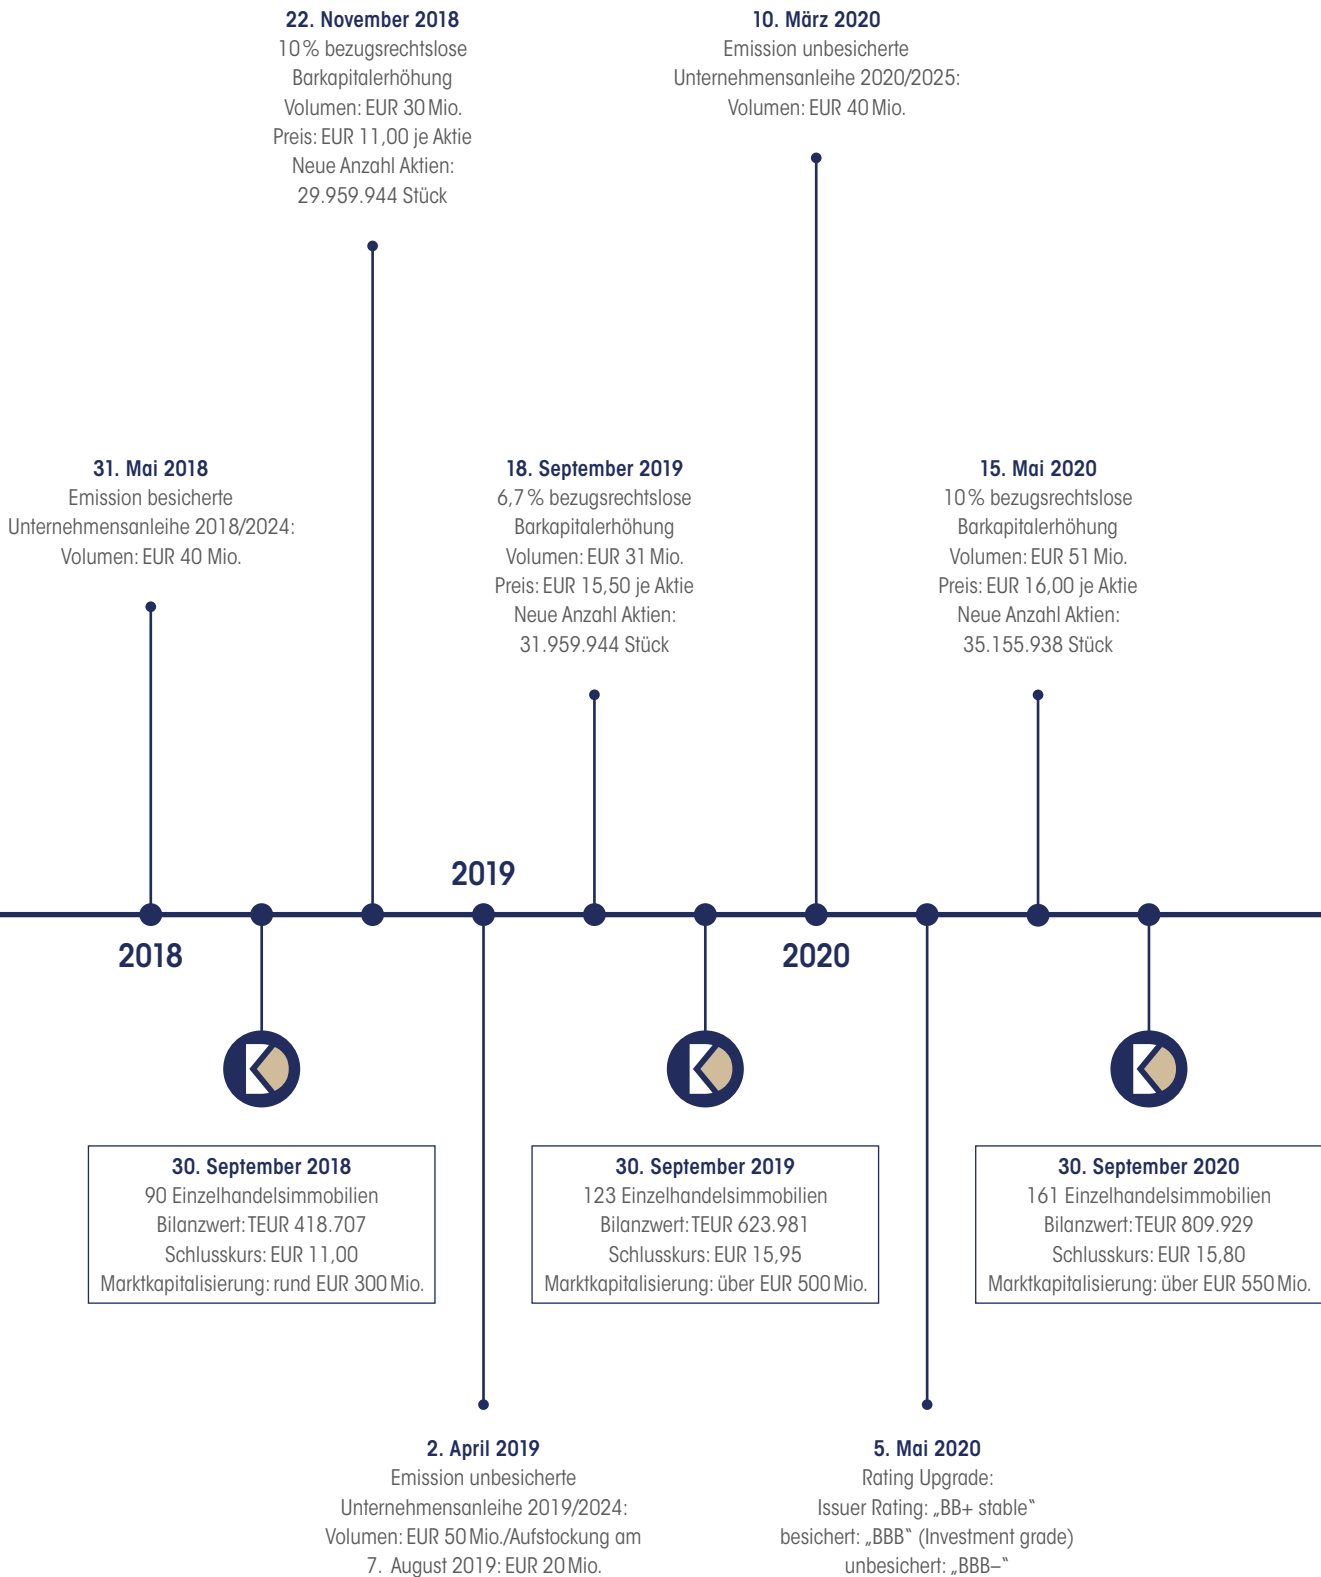 22. November 2018
10% bezugsrechtslose
Barkapitalerhöhung
Volumen: EUR 30 Mio.
Preis: EUR 11,00 je Aktie
Neue Anzahl Aktien:
29.959.944 Stück
10. März 2020
Emission unbesicherte
Unternehmensanleihe 2020/2025:
Volumen: EUR 40 Mio.
31. Mai 2018
Emission besicherte
Unternehmensanleihe 2018/2024:
Volumen: EUR 40 Mio.
18. September 2019
6,7% bezugsrechtslose
Barkapitalerhöhung
Volumen: EUR 31 Mio.
Preis: EUR 15,50 je Aktie
Neue Anzahl Aktien:
31.959.944 Stück
15. Mai 2020
10% bezugsrechtslose
Barkapitalerhöhung
Volumen: EUR 51 Mio.
Preis: EUR 16,00 je Aktie
Neue Anzahl Aktien:
35.155.938 Stück
2019
2018
2020
30. September 2018
90 Einzelhandelsimmobilien
Bilanzwert: TEUR 418.707
Schlusskurs: EUR 11,00
Marktkapitalisierung: rund EUR 300 Mio.
30. September 2019
123 Einzelhandelsimmobilien
Bilanzwert: TEUR 623.981
Schlusskurs: EUR 15,95
Marktkapitalisierung: über EUR 500 Mio.
30. September 2020
161 Einzelhandelsimmobilien
Bilanzwert: TEUR 809.929
Schlusskurs: EUR 15,80
Marktkapitalisierung: über EUR 550 Mio.
2. April 2019
Emission unbesicherte
Unternehmensanleihe 2019/2024:
Volumen: EUR 50 Mio./Aufstockung am
7. August 2019: EUR 20 Mio.
5. Mai 2020
Rating Upgrade:
Issuer Rating: „BB+ stable“
besichert: „BBB“ (Investment grade)
unbesichert: „BBB–“